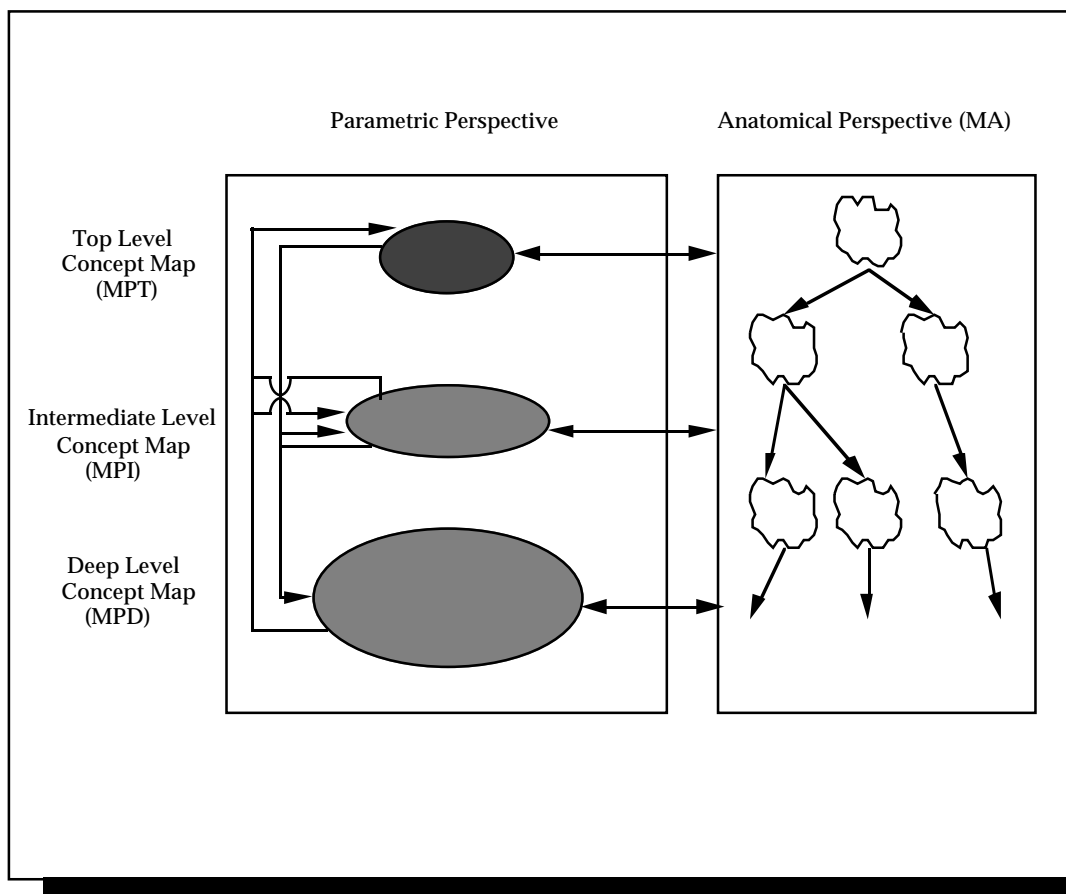 Parametric Perspective
Anatomical Perspective (MA)
Top Level
Concept Map
(MPT)
Intermediate Level
Concept Map
(MPI)
Deep Level
Concept Map
(MPD)